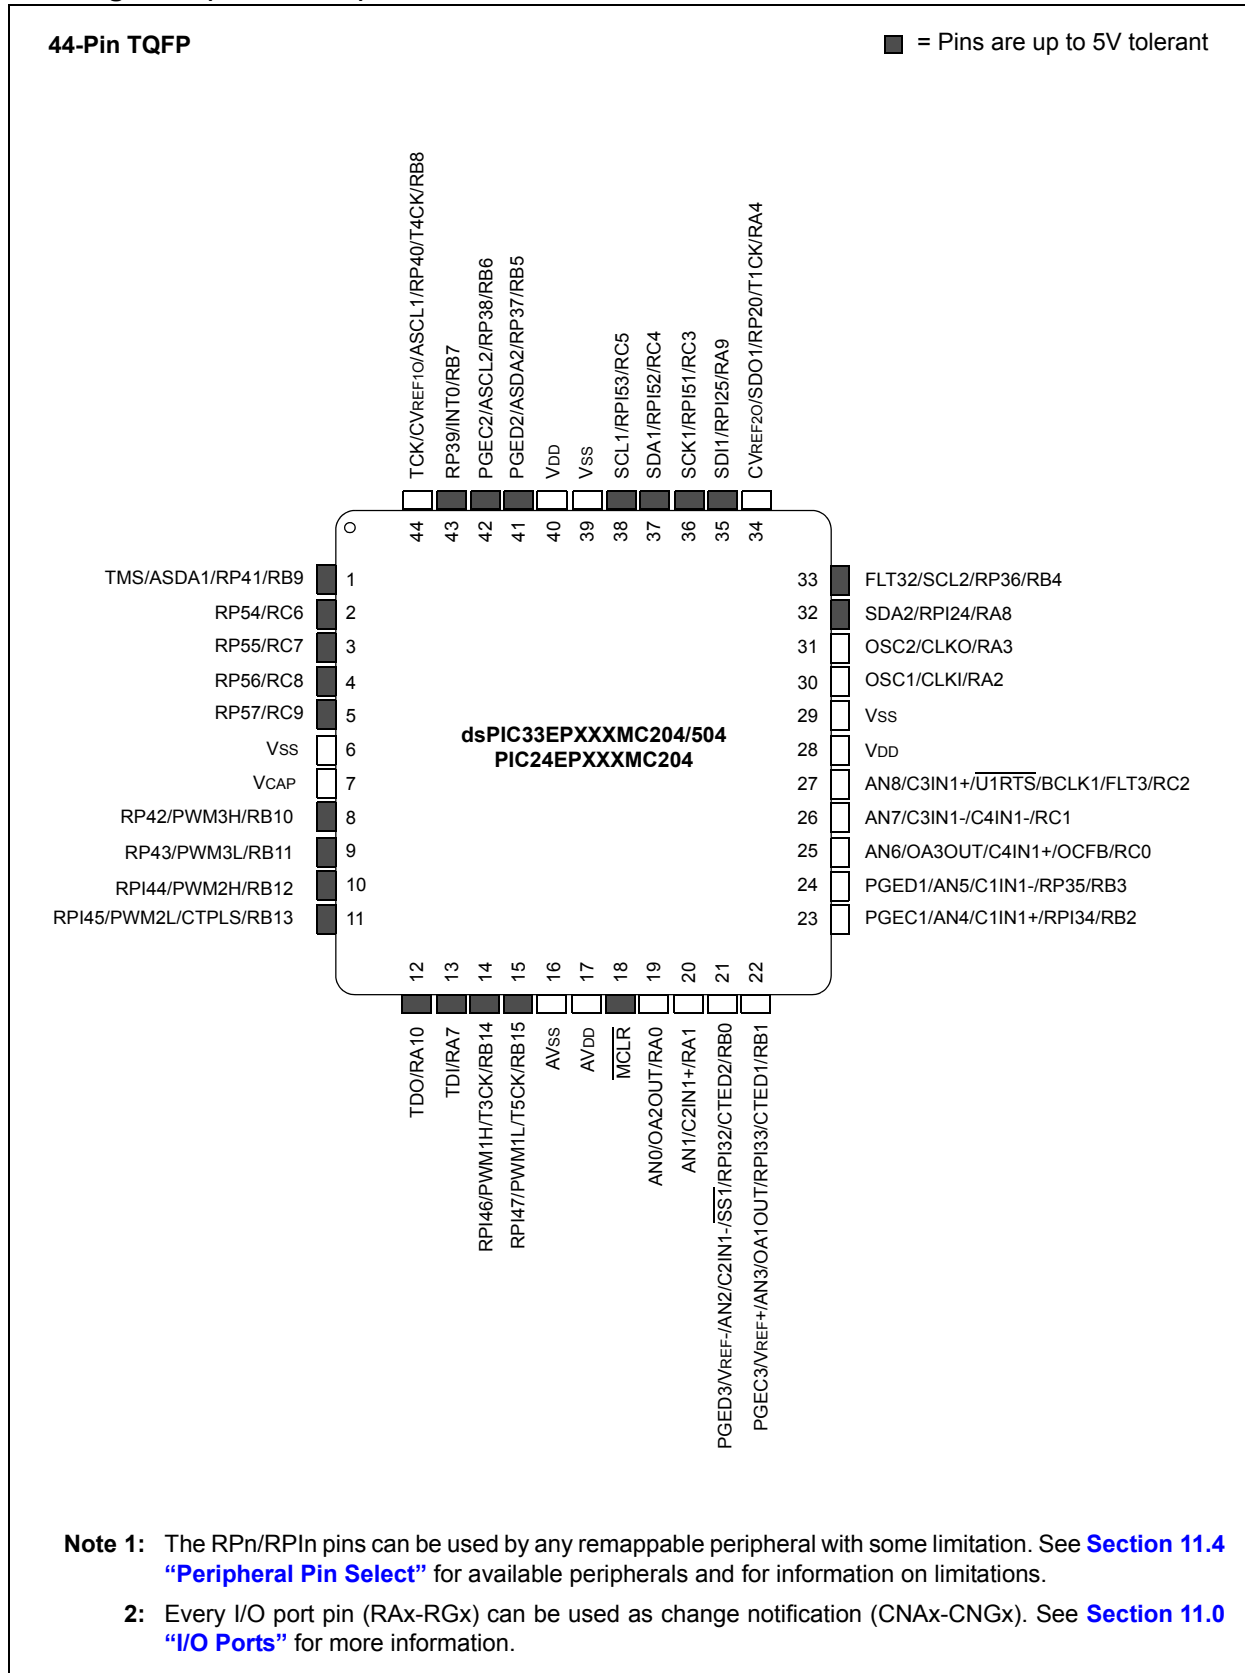 44-Pin TQFP
= Pins are up to 5V tolerant
TCK/CVREF1O/ASCL1/RP40/T4CK/RB8
RP39/INT0/RB7
PGEC2/ASCL2/RP38/RB6
PGED2/ASDA2/RP37/RB5
VDD
VSS
SCL1/RPI53/RC5
SDA1/RPI52/RC4
SCK1/RPI51/RC3
SDI1/RPI25/RA9
CVREF2O/SDO1/RP20/T1CK/RA4
44 43 42 41 40 39 38 37 36 35 34
TMS/ASDA1/RP41/RB9 1
RP54/RC6 2
RP55/RC7 3
RP56/RC8 4
RP57/RC9 5
VSS 6
VCAP 7
RP42/PWM3H/RB10 8
RP43/PWM3L/RB11 9
RPI44/PWM2H/RB12 10
RPI45/PWM2L/CTPLS/RB13 11
dsPIC33EPXXXMC204/504
PIC24EPXXXMC204
33 FLT32/SCL2/RP36/RB4
32 SDA2/RPI24/RA8
31 OSC2/CLKO/RA3
30 OSC1/CLKI/RA2
29 VSS
28 VDD
27 AN8/C3IN1+/U1RTS/BCLK1/FLT3/RC2
26 AN7/C3IN1-/C4IN1-/RC1
25 AN6/OA3OUT/C4IN1+/OCFB/RC0
24 PGED1/AN5/C1IN1-/RP35/RB3
23 PGEC1/AN4/C1IN1+/RPI34/RB2
12 13 14 15 16 17 18 19 20 21 22
TDO/RA10
TDI/RA7
RPI46/PWM1H/T3CK/RB14
RPI47/PWM1L/T5CK/RB15
AVSS
AVDD
MCLR
AN0/OA2OUT/RA0
AN1/C2IN1+/RA1
PGED3/VREF-/AN2/C2IN1-/SS1/RPI32/CTED2/RB0
PGEC3/VREF+/AN3/OA1OUT/RPI33/CTED1/RB1
Note 1: The RPn/RPIn pins can be used by any remappable peripheral with some limitation. See Section 11.4
“Peripheral Pin Select” for available peripherals and for information on limitations.
2: Every I/O port pin (RAx-RGx) can be used as change notification (CNAx-CNGx). See Section 11.0
“I/O Ports” for more information.